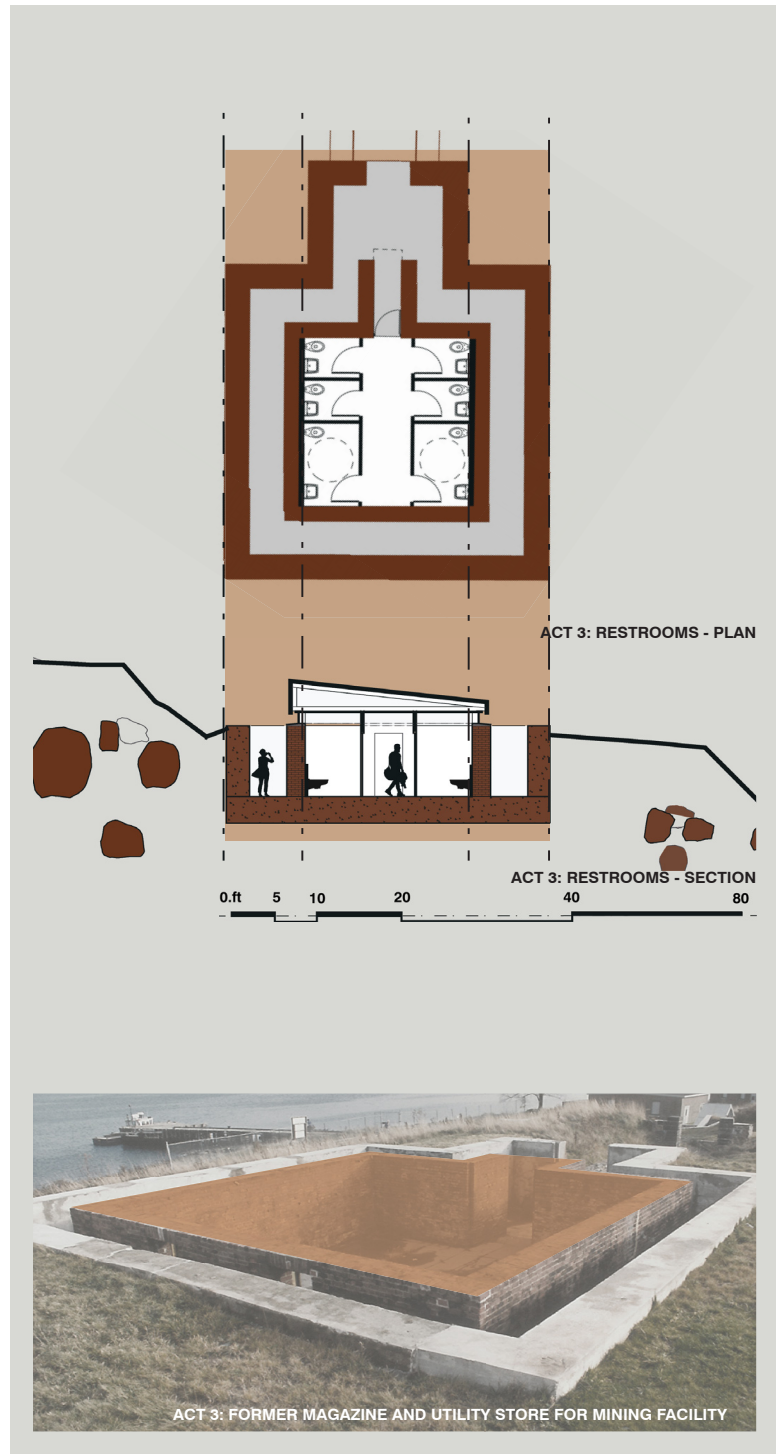 ACT 3: RESTROOMS - PLAN
ACT 3: RESTROOMS - SECTION
0.ft 5 10 20 40 80
ACT 3: FORMER MAGAZINE AND UTILITY STORE FOR MINING FACILITY